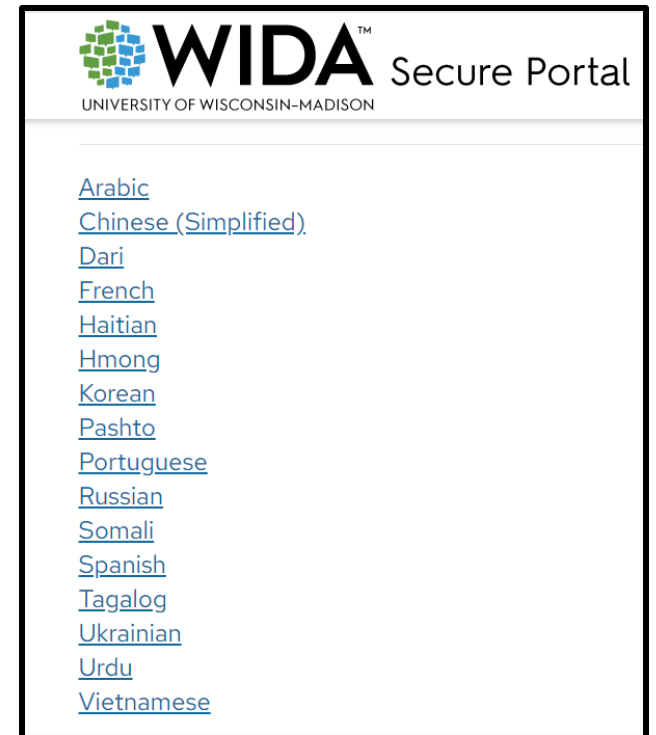 WIDA™ Secure Portal
UNIVERSITY OF WISCONSIN–MADISON
Arabic
Chinese (Simplified)
Dari
French
Haitian
Hmong
Korean
Pashto
Portuguese
Russian
Somali
Spanish
Tagalog
Ukrainian
Urdu
Vietnamese